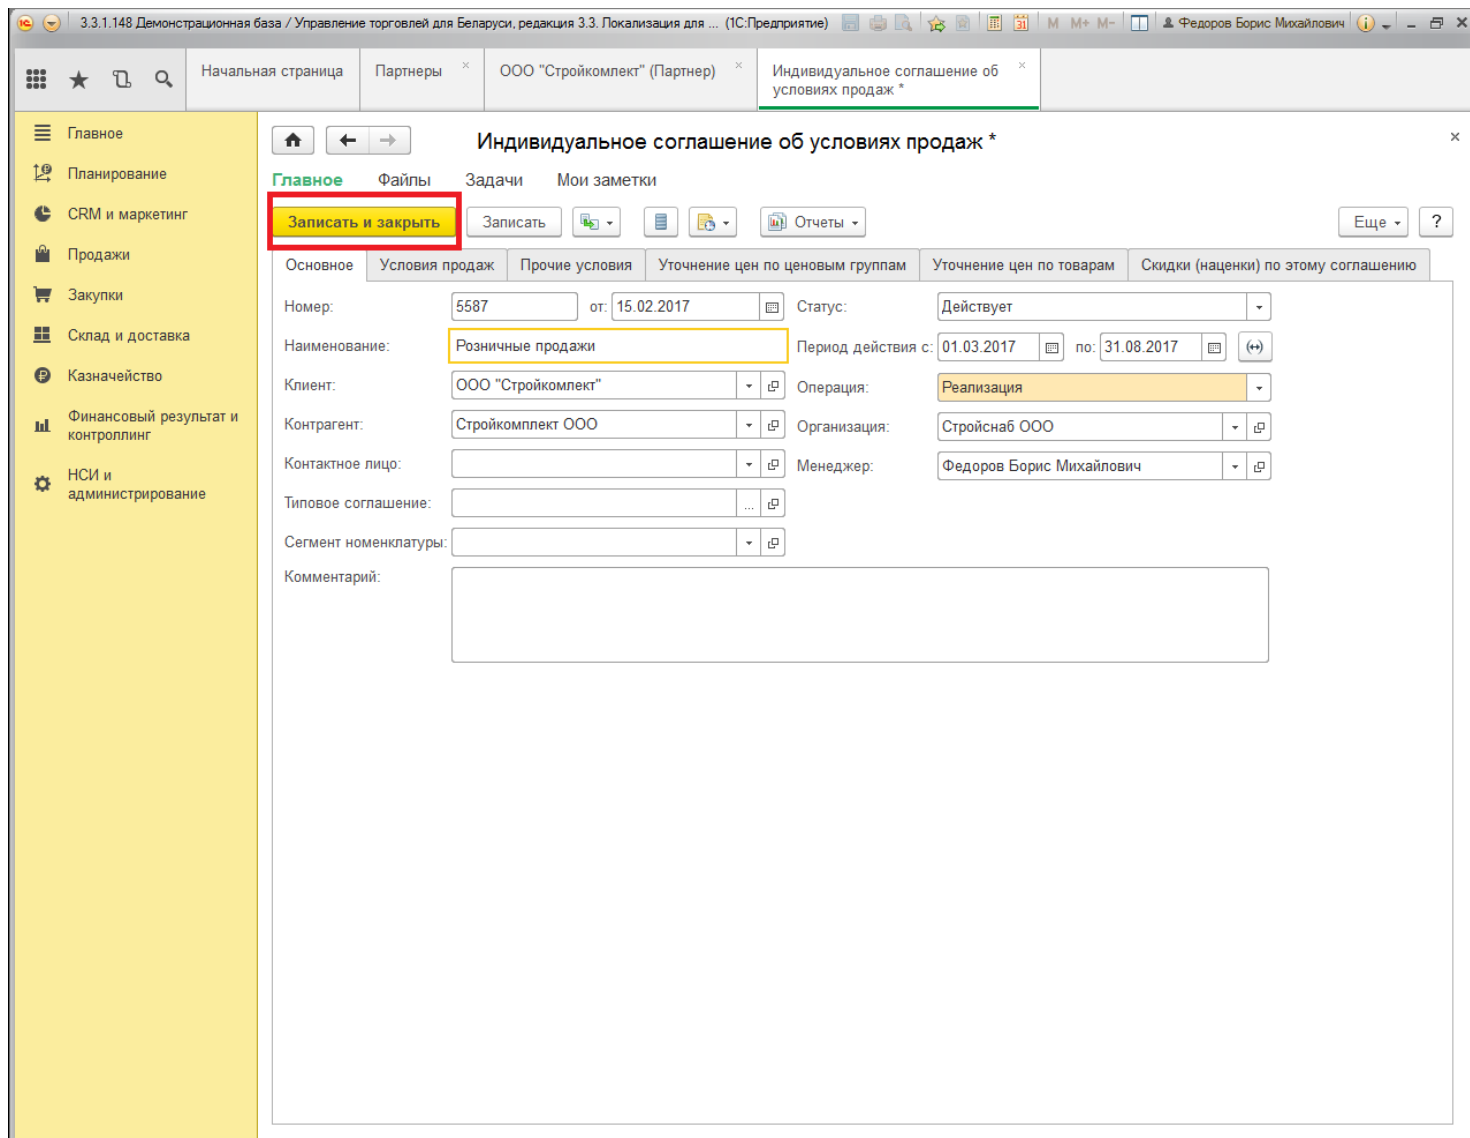 3.3.1.148 Демонстрационная база / Управление торговлей для Беларуси, редакция 3.3. Локализация для ... (1С:Предприятие)
M M+ M-
Федоров Борис Михайлович
Начальная страница
Партнеры
ООО "Стройкомлект" (Партнер)
Индивидуальное соглашение об
условиях продаж *
Главное
Планирование
CRM и маркетинг
Продажи
Закупки
Склад и доставка
Казначейство
Финансовый результат и
контроллинг
НСИ и
администрирование
Индивидуальное соглашение об условиях продаж *
Главное Файлы Задачи Мои заметки
Записать и закрыть Записать Отчеты Еще ?
Основное Условия продаж Прочие условия Уточнение цен по ценовым группам Уточнение цен по товарам Скидки (наценки) по этому соглашению
Номер: 5587 от: 15.02.2017 Статус: Действует
Наименование: Розничные продажи Период действия с: 01.03.2017 по: 31.08.2017
Клиент: ООО "Стройкомлект" Операция: Реализация
Контрагент: Стройкомплект ООО Организация: Стройснаб ООО
Контактное лицо: Менеджер: Федоров Борис Михайлович
Типовое соглашение: ...
Сегмент номенклатуры:
Комментарий: